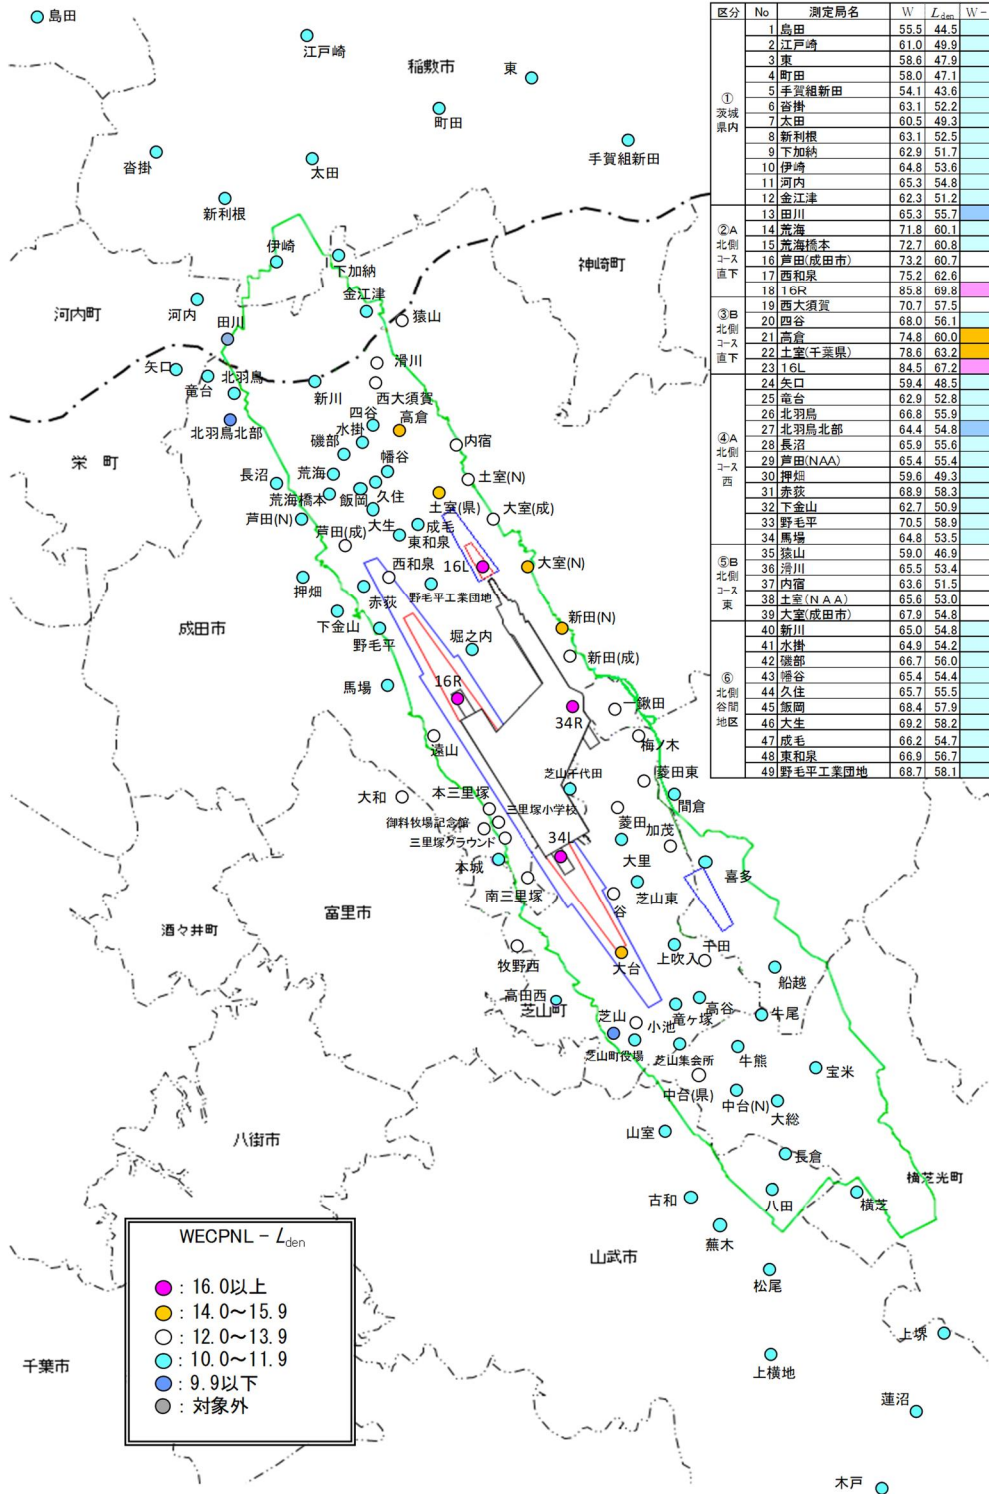 島田
江戸崎
稲敷市
東
町田
手賀組新田
沓掛
太田
新利根
伊崎
下加納
神崎町
金江津
河内町
河内
田川
猿山
矢口
竜台
北羽鳥
新川
滑川
西大須賀
四谷
高倉
北羽鳥北部
水掛
磯部
内宿
栄 町
幡谷
長沼
荒海
土室(N)
荒海橋本
飯岡
久住
土室(県)
芦田(N)
大生
成毛
大室(成)
芦田(成)
東和泉
西和泉
16L
大室(N)
押畑
赤荻
野毛平工業団地
下金山
成田市
野毛平
堀之内
新田(N)
新田(成)
馬場
16R
一鍬田
34R
遠山
梅ノ木
芝山千代田
菱田東
大和
本三里塚
三里塚小学校
間倉
御料牧場記念館
菱田
加茂
三里塚グラウンド
34L
本城
大里
喜多
南三里塚
芝山東
谷
富里市
酒々井町
牧野西
大台
上吹入
千田
船越
高田西
芝山町
芝山
小池
竜ヶ塚
高谷
牛尾
芝山町役場
芝山集会所
牛熊
宝米
中台(県)
中台(N)
大総
山室
八街市
長倉
横芝光町
古和
八田
横芝
蕪木
山武市
松尾
上堺
上横地
千葉市
蓮沼
木戸
WECPNL − Lden
: 16.0以上
: 14.0～15.9
: 12.0～13.9
: 10.0～11.9
: 9.9以下
: 対象外
区分 No 測定局名 W Lden W−
①茨城県内
1 島田 55.5 44.5
2 江戸崎 61.0 49.9
3 東 58.6 47.9
4 町田 58.0 47.1
5 手賀組新田 54.1 43.6
6 沓掛 63.1 52.2
7 太田 60.5 49.3
8 新利根 63.1 52.5
9 下加納 62.9 51.7
10 伊崎 64.8 53.6
11 河内 65.3 54.8
12 金江津 62.3 51.2
②A北側コース直下
13 田川 65.3 55.7
14 荒海 71.8 60.1
15 荒海橋本 72.7 60.8
16 芦田(成田市) 73.2 60.7
17 西和泉 75.2 62.6
18 16R 85.8 69.8
③B北側コース直下
19 西大須賀 70.7 57.5
20 四谷 68.0 56.1
21 高倉 74.8 60.0
22 土室(千葉県) 78.6 63.2
23 16L 84.5 67.2
④A北側コース西
24 矢口 59.4 48.5
25 竜台 62.9 52.8
26 北羽鳥 66.8 55.9
27 北羽鳥北部 64.4 54.8
28 長沼 65.9 55.6
29 芦田(NAA) 65.4 55.4
30 押畑 59.6 49.3
31 赤荻 68.9 58.3
32 下金山 62.7 50.9
33 野毛平 70.5 58.9
34 馬場 64.8 53.5
⑤B北側コース東
35 猿山 59.0 46.9
36 滑川 65.5 53.4
37 内宿 63.6 51.5
38 土室(ＮＡＡ) 65.6 53.0
39 大室(成田市) 67.9 54.8
⑥北側谷間地区
40 新川 65.0 54.8
41 水掛 64.9 54.2
42 磯部 66.7 56.0
43 幡谷 65.4 54.4
44 久住 65.7 55.5
45 飯岡 68.4 57.9
46 大生 69.2 58.2
47 成毛 66.2 54.7
48 東和泉 66.9 56.7
49 野毛平工業団地 68.7 58.1